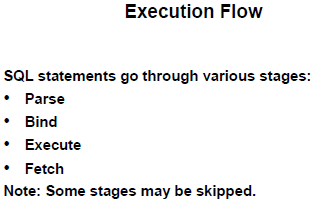 Execution Flow
SQL statements go through various stages:
• Parse
• Bind
• Execute
• Fetch
Note: Some stages may be skipped.